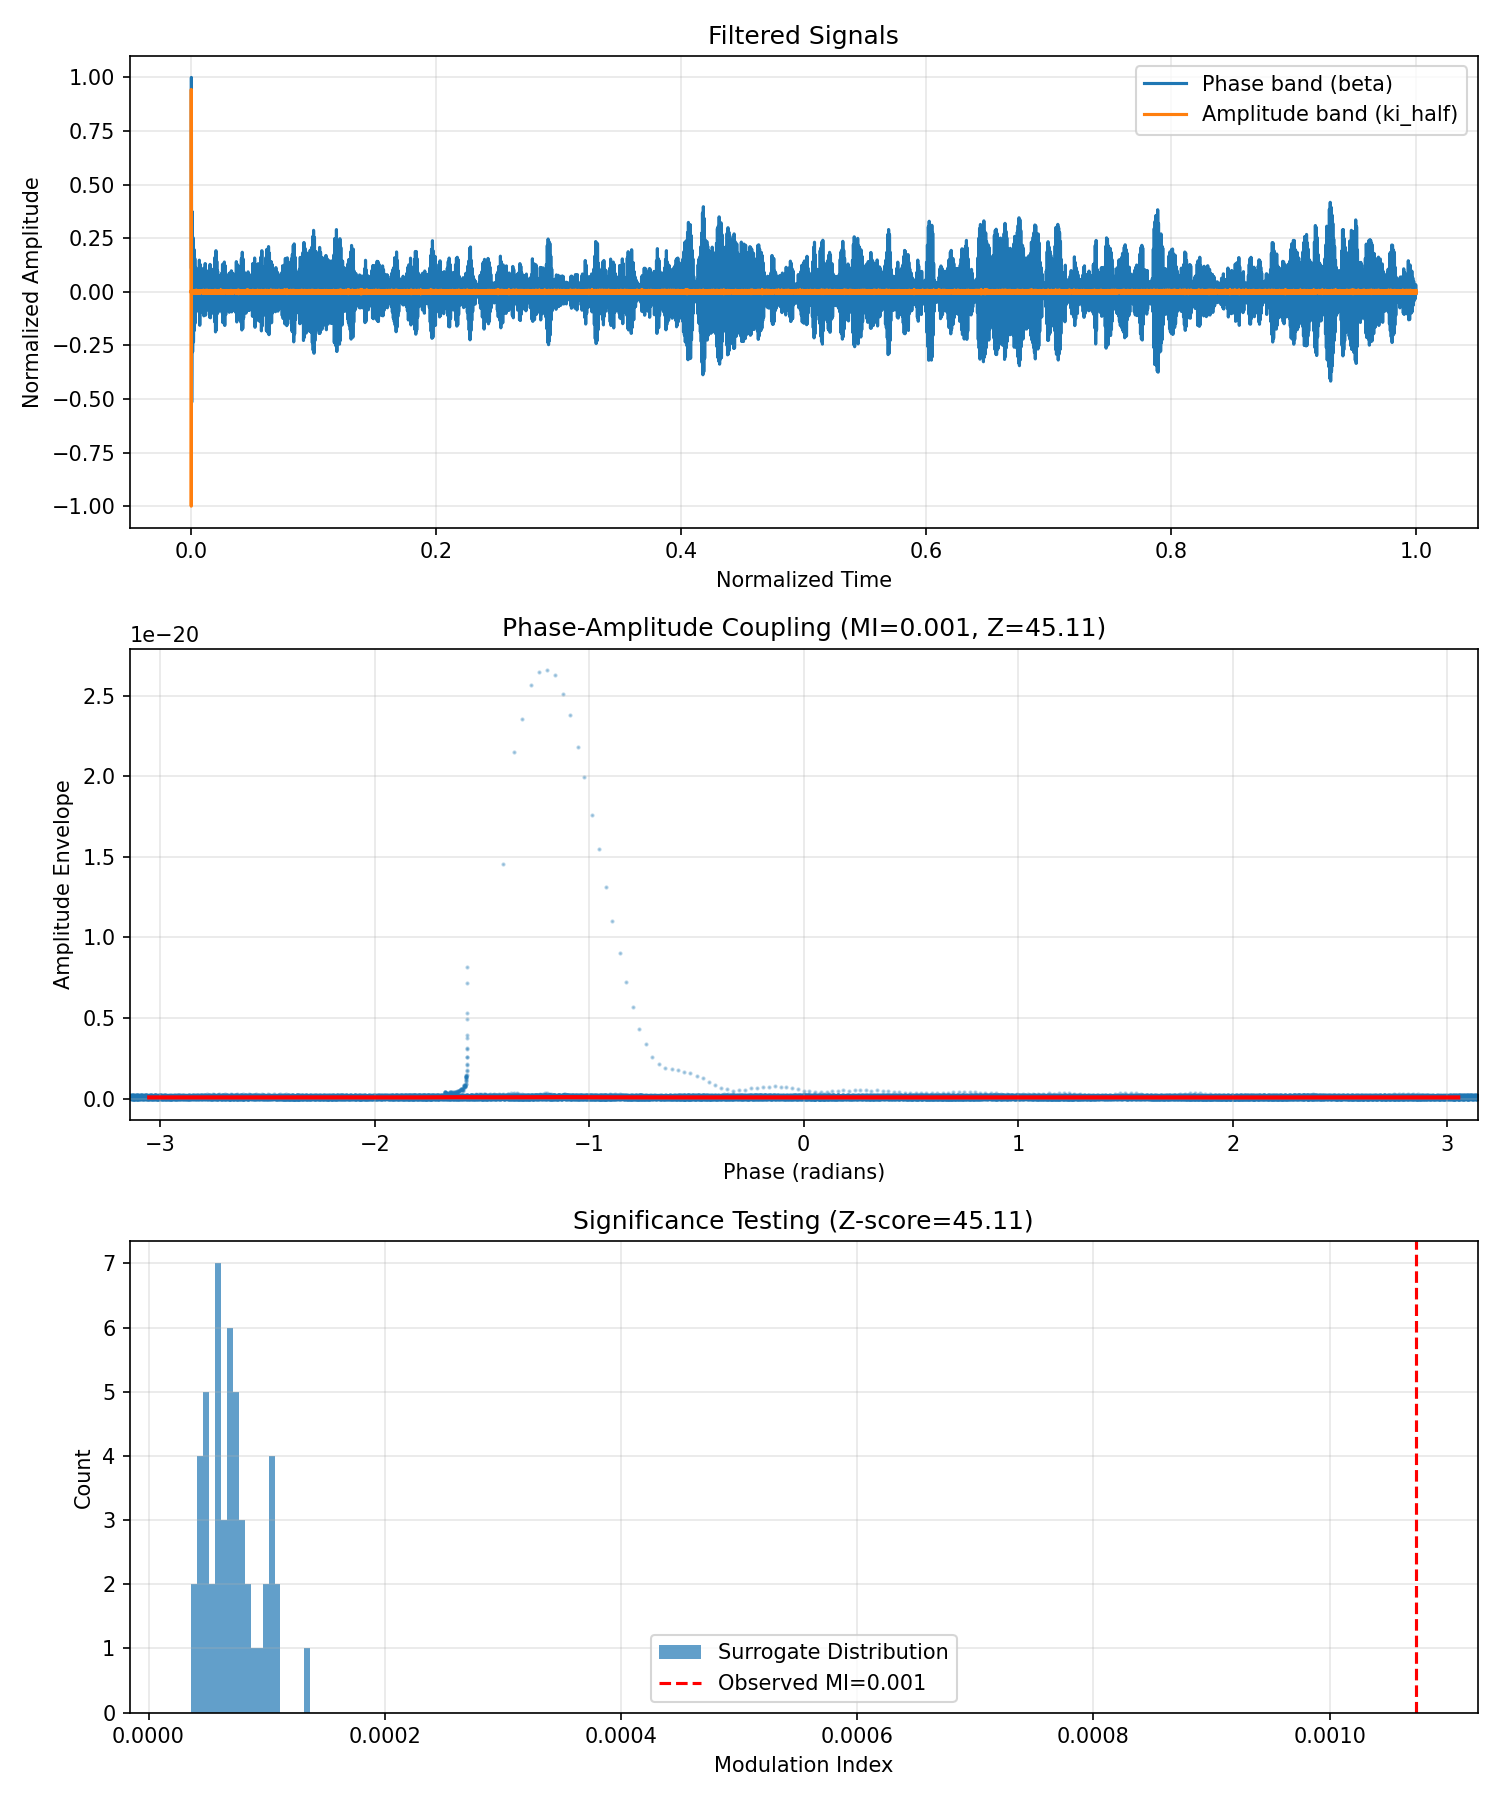 Filtered Signals
1.00
0.75
0.50
0.25
0.00
−0.25
−0.50
−0.75
−1.00
Normalized Amplitude
Phase band (beta)
Amplitude band (ki_half)
0.0 0.2 0.4 0.6 0.8 1.0
Normalized Time
1e−20
Phase-Amplitude Coupling (MI=0.001, Z=45.11)
2.5
2.0
1.5
1.0
0.5
0.0
Amplitude Envelope
−3 −2 −1 0 1 2 3
Phase (radians)
Significance Testing (Z-score=45.11)
7
6
5
4
3
2
1
0
Count
Surrogate Distribution
Observed MI=0.001
0.0000 0.0002 0.0004 0.0006 0.0008 0.0010
Modulation Index